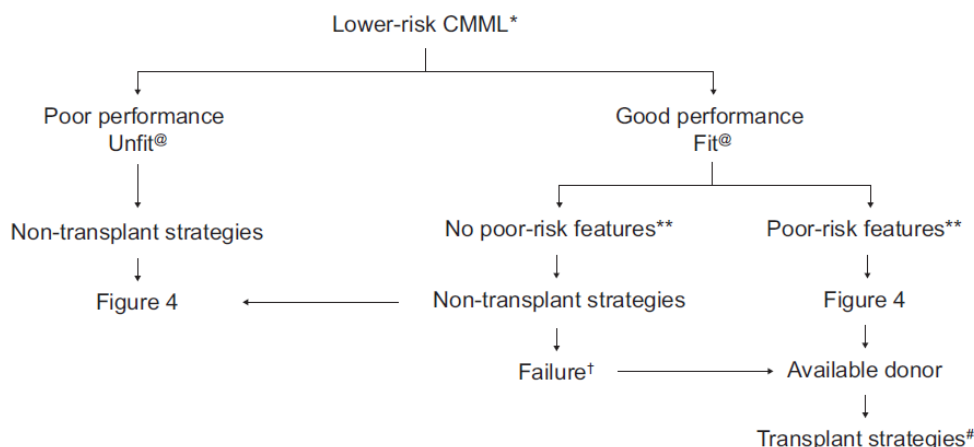 Lower-risk CMML*
Poor performance
Unfit@
Good performance
Fit@
Non-transplant strategies
No poor-risk features**
Poor-risk features**
Figure 4
Non-transplant strategies
Figure 4
Failure†
Available donor
Transplant strategies#